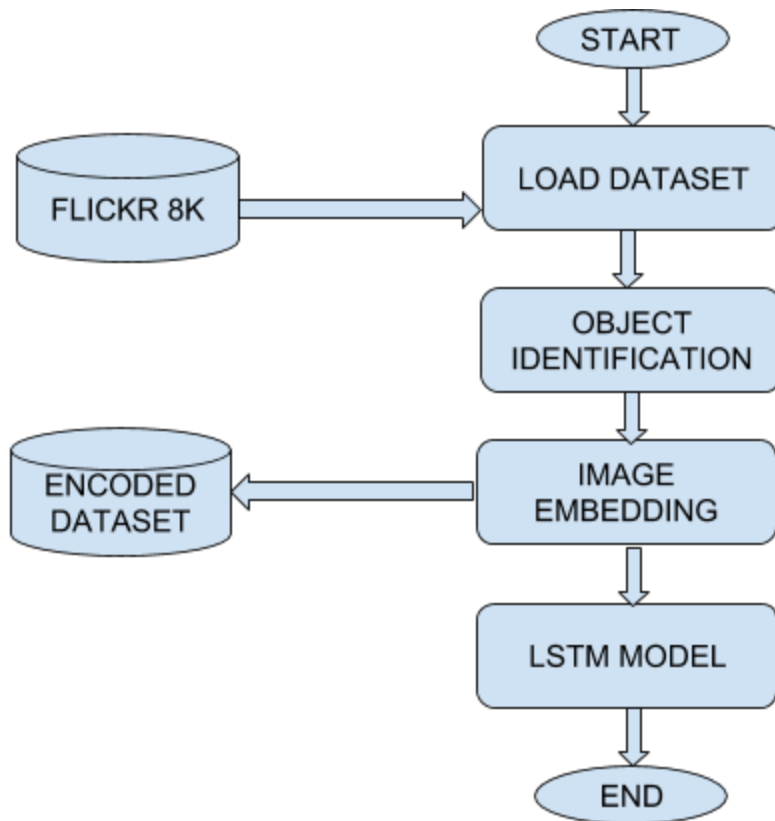 START
LOAD DATASET
FLICKR 8K
OBJECT
IDENTIFICATION
IMAGE
EMBEDDING
ENCODED
DATASET
LSTM MODEL
END